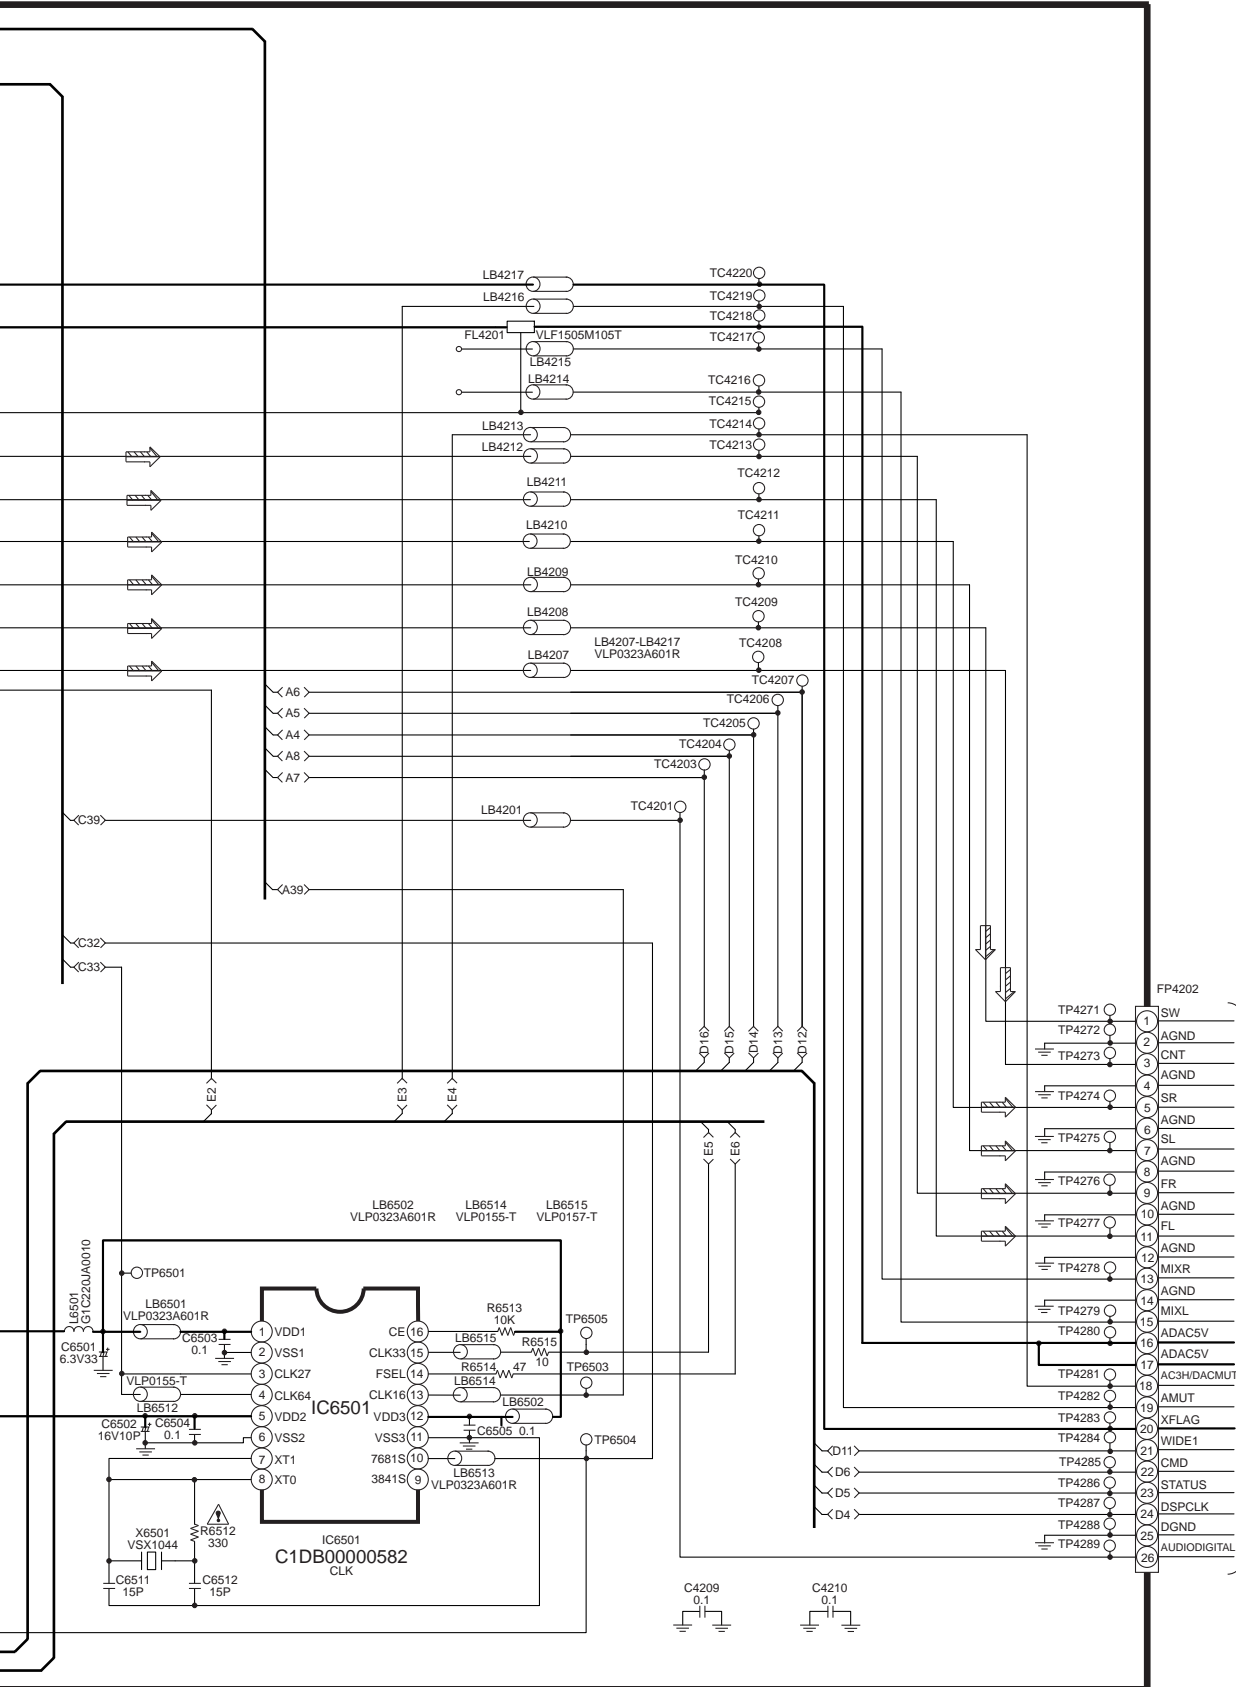 LB4217
TC4220
LB4216
TC4219
TC4218
FL4201
VLF1505M105T
TC4217
LB4215
LB4214
TC4216
TC4215
LB4213
TC4214
LB4212
TC4213
LB4211
TC4212
LB4210
TC4211
LB4209
TC4210
LB4208
TC4209
LB4207-LB4217
VLP0323A601R
LB4207
TC4208
A6
TC4207
A5
TC4206
A4
TC4205
A8
TC4204
A7
TC4203
C39
LB4201
TC4201
A39
C32
C33
D16
D15
D14
D13
D12
E2
E3
E4
E5
E6
FP4202
TP4271
1
SW
TP4272
2
AGND
TP4273
3
CNT
4
AGND
TP4274
5
SR
6
AGND
TP4275
7
SL
8
AGND
TP4276
9
FR
10
AGND
TP4277
11
FL
12
AGND
TP4278
13
MIXR
14
AGND
TP4279
15
MIXL
TP4280
16
ADAC5V
17
ADAC5V
TP4281
18
AC3H/DACMUT
TP4282
19
AMUT
TP4283
20
XFLAG
TP4284
21
WIDE1
TP4285
22
CMD
TP4286
23
STATUS
TP4287
24
DSPCLK
TP4288
25
DGND
TP4289
26
AUDIODIGITAL
D11
D6
D5
D4
LB6502
VLP0323A601R
LB6514
VLP0155-T
LB6515
VLP0157-T
L6501
G1C220JA0010
TP6501
LB6501
VLP0323A601R
C6501
6.3V33
C6503
0.1
VLP0155-T
LB6512
C6502
16V10P
C6504
0.1
IC6501
1 VDD1
2 VSS1
3 CLK27
4 CLK64
5 VDD2
6 VSS2
7 XT1
8 XT0
CE 16
CLK33 15
FSEL 14
CLK16 13
VDD3 12
VSS3 11
7681S 10
3841S 9
R6513
10K
LB6515
R6515
10
TP6505
R6514 47
TP6503
LB6514
LB6502
C6505 0.1
TP6504
LB6513
VLP0323A601R
R6512
330
X6501
VSX1044
C6511
15P
C6512
15P
IC6501
C1DB00000582
CLK
C4209
0.1
C4210
0.1